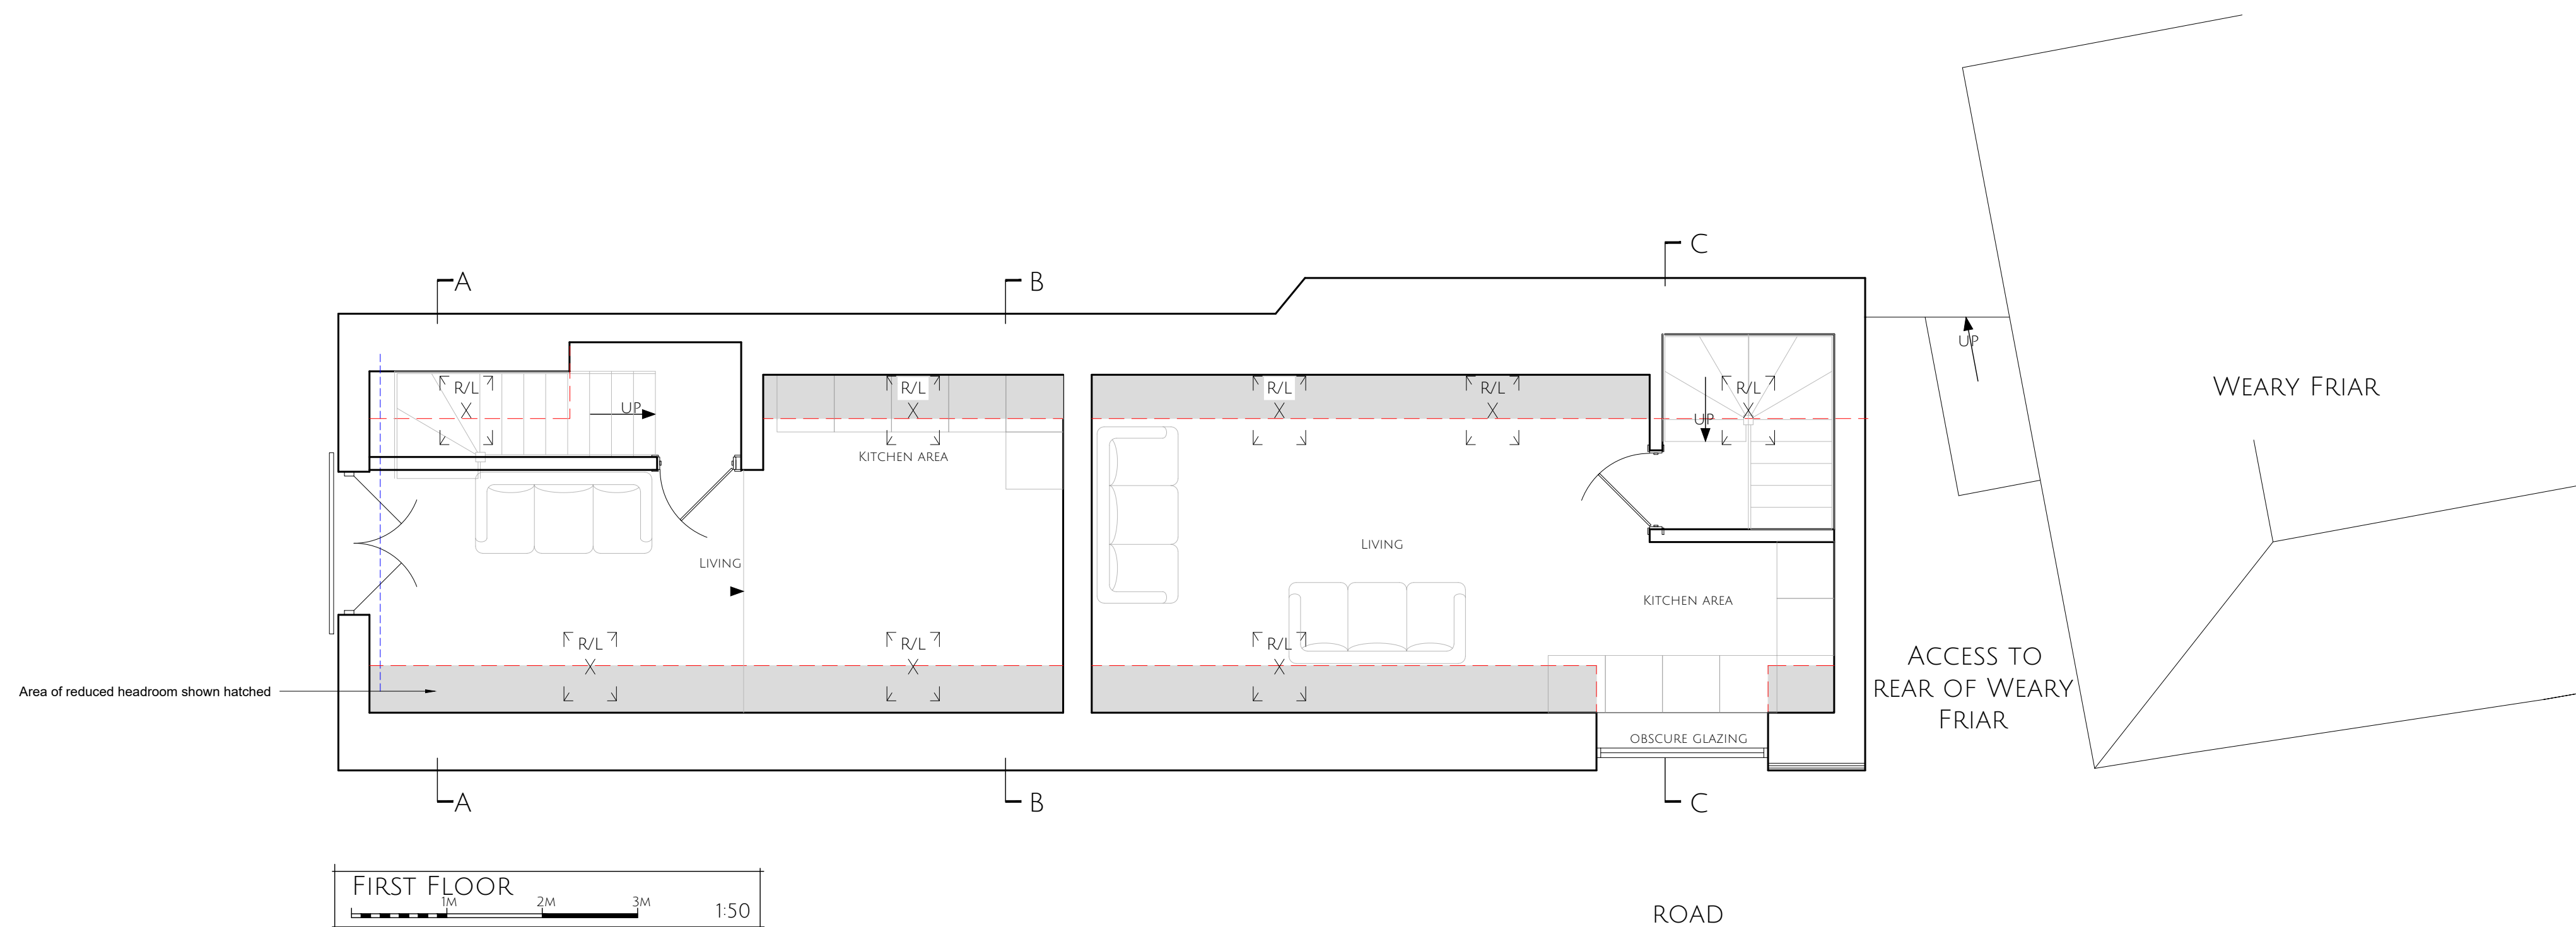 C
A
B
UP
R/L
X
R/L
X
R/L
X
R/L
X
R/L
X
Weary Friar
UP
UP
Kitchen area
Living
Living
Kitchen area
R/L
X
R/L
X
R/L
X
Access to
rear of Weary
Friar
Area of reduced headroom shown hatched
obscure glazing
A
B
C
First Floor
1m
2m
3m
1:50
road